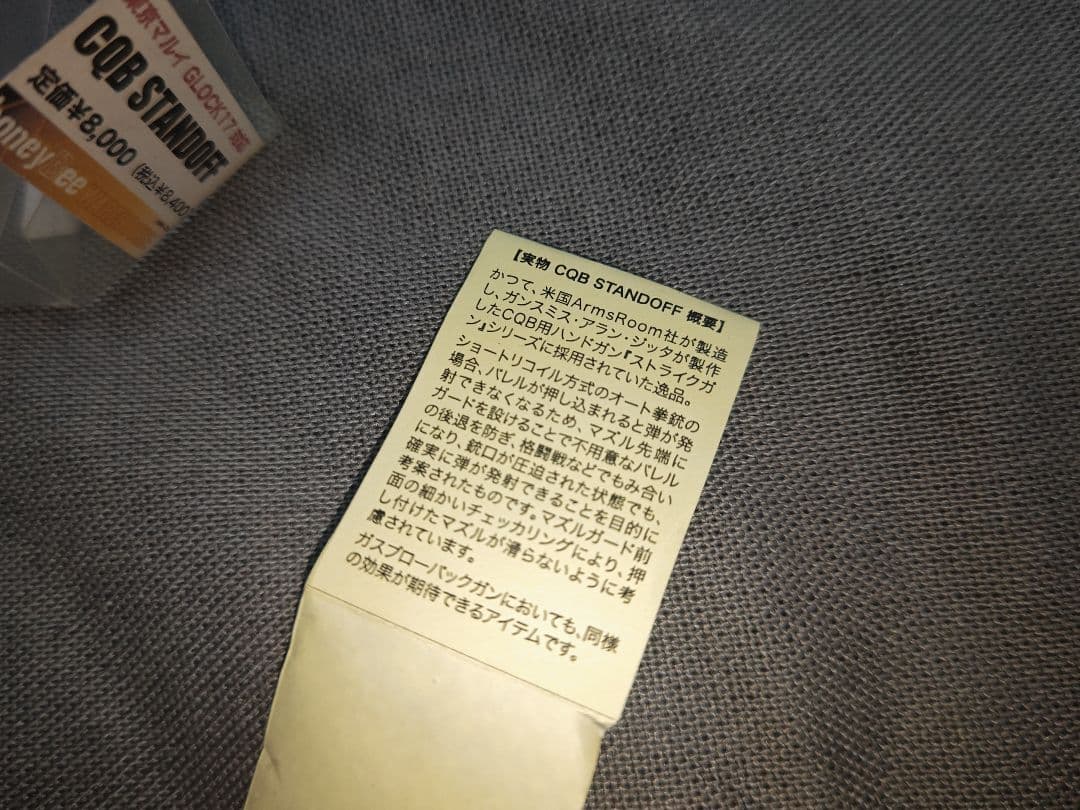 東京マルイ GLOCK17
CQB STANDOFF
定価¥8,000
(税込¥8,400
【実物 CQB STANDOFF 概要】
かつて、米国ArmsRoom社が製造
し、ガンスミス・アラン・ジッタが製作
したCQB用ハンドガン『ストライクガ
ン』シリーズに採用されていた逸品。
ショートリコイル方式のオート拳銃の
場合、バレルが押し込まれると弾が発
射できなくなるため、マズル先端に
ガードを設けることで不用意なバレル
の後退を防ぎ、格闘戦などでもみ合い
になり、銃口が圧迫された状態でも、
確実に弾が発射できることを目的に
考案されたものです。マズルガード前
面の細かいチェッカリングにより、押
し付けたマズルが滑らないように考
慮されています。
ガスブローバックガンにおいても、同様
の効果が期待できるアイテムです。